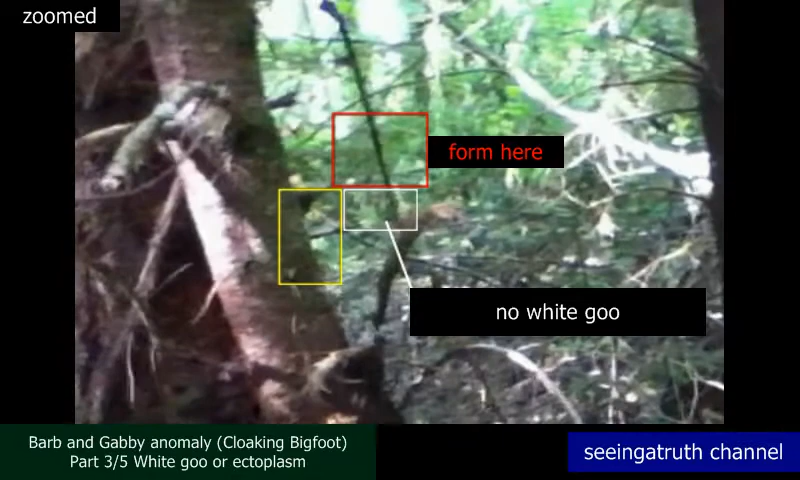 zoomed
form here
no white goo
Barb and Gabby anomaly (Cloaking Bigfoot)
Part 3/5 White goo or ectoplasm
seeingatruth channel